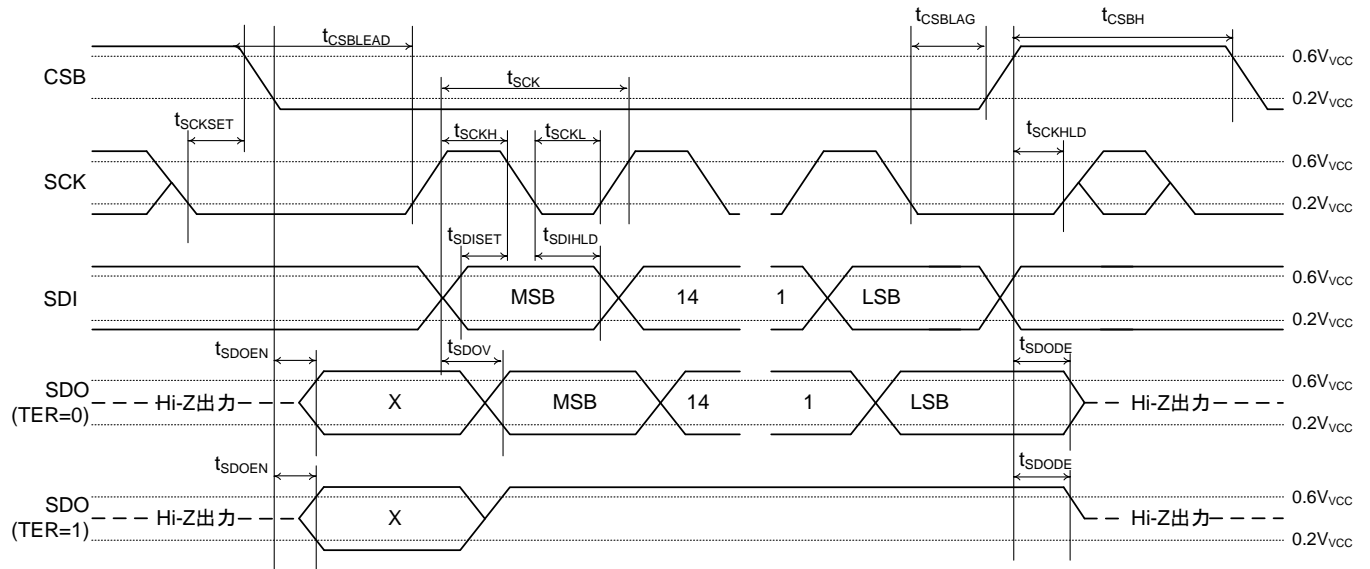 tCSBLEAD
tCSBLAG
tCSBH
CSB
0.6VVCC
0.2VVCC
tSCK
tSCKSET
tSCKH
tSCKL
tSCKHLD
SCK
0.6VVCC
0.2VVCC
tSDISET
tSDIHLD
SDI
MSB
14
1
LSB
0.6VVCC
0.2VVCC
tSDOEN
tSDOV
tSDODE
SDO
(TER=0)
Hi-Z出力
X
MSB
14
1
LSB
Hi-Z出力
0.6VVCC
0.2VVCC
tSDOEN
tSDODE
SDO
(TER=1)
Hi-Z出力
X
Hi-Z出力
0.6VVCC
0.2VVCC